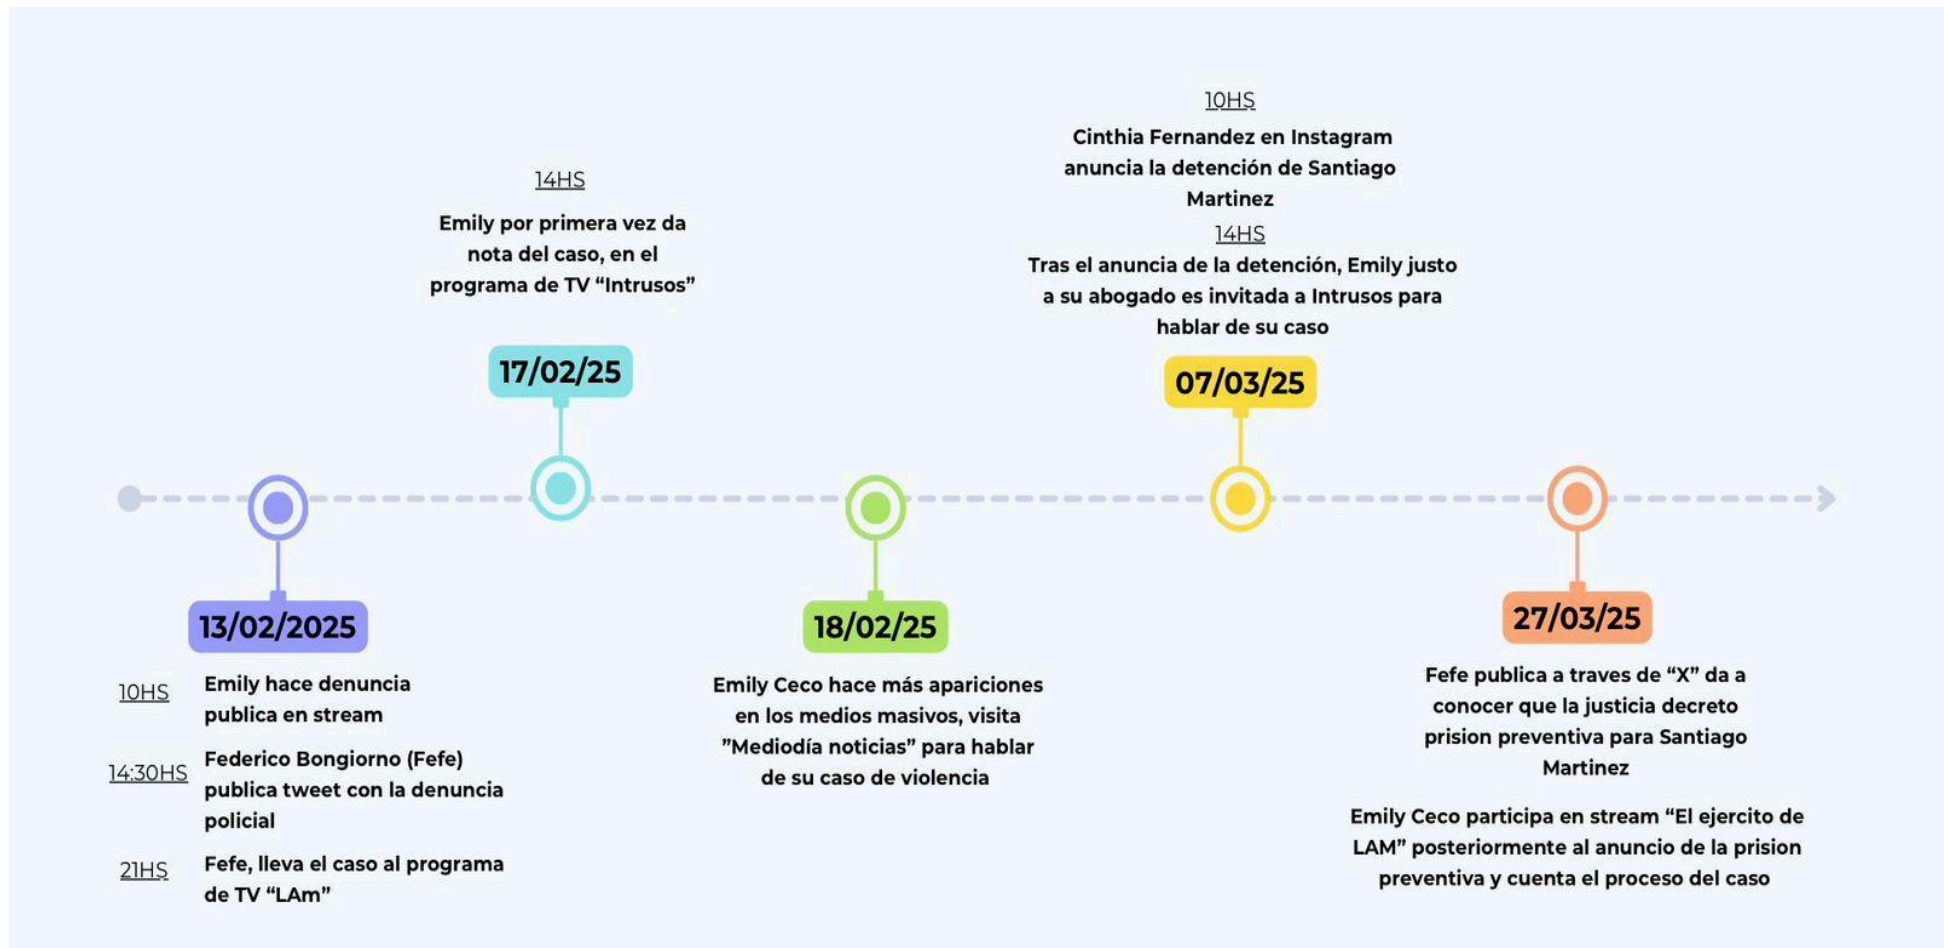 13/02/2025
10HS
Emily hace denuncia
publica en stream
14:30HS
Federico Bongiorno (Fefe)
publica tweet con la denuncia
policial
21HS
Fefe, lleva el caso al programa
de TV “LAm”
14HS
Emily por primera vez da
nota del caso, en el
programa de TV “Intrusos”
17/02/25
18/02/25
Emily Ceco hace más apariciones
en los medios masivos, visita
”Mediodía noticias” para hablar
de su caso de violencia
10HS
Cinthia Fernandez en Instagram
anuncia la detención de Santiago
Martinez
14HS
Tras el anuncia de la detención, Emily justo
a su abogado es invitada a Intrusos para
hablar de su caso
07/03/25
27/03/25
Fefe publica a traves de “X” da a
conocer que la justicia decreto
prision preventiva para Santiago
Martinez
Emily Ceco participa en stream “El ejercito de
LAM” posteriormente al anuncio de la prision
preventiva y cuenta el proceso del caso